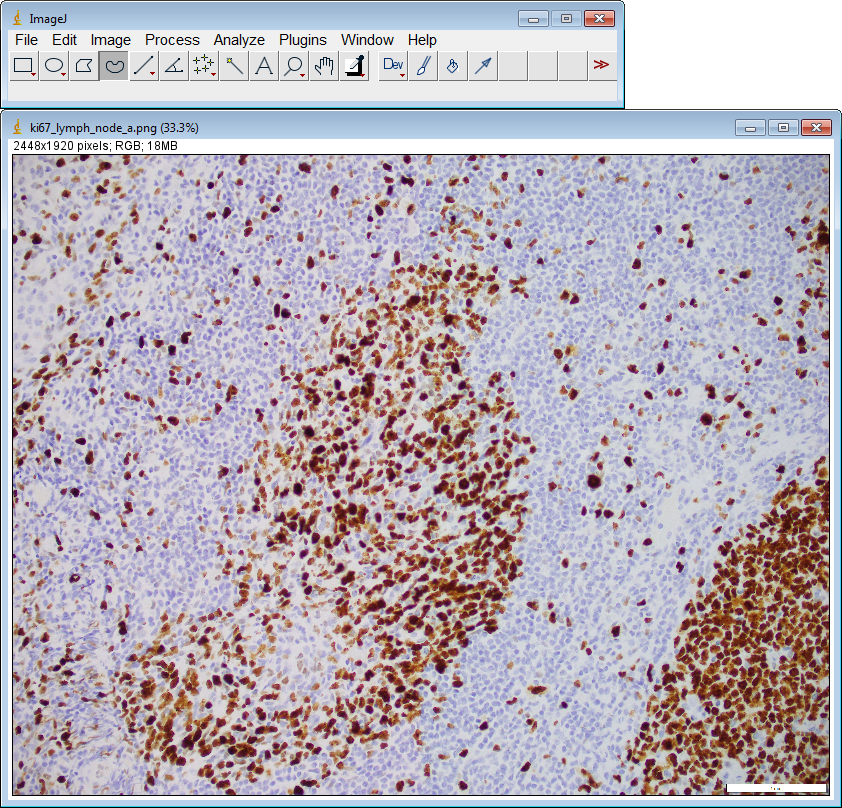 ImageJ
File Edit Image Process Analyze Plugins Window Help
A Dev >>
ki67_lymph_node_a.png (33.3%)
2448x1920 pixels; RGB; 18MB